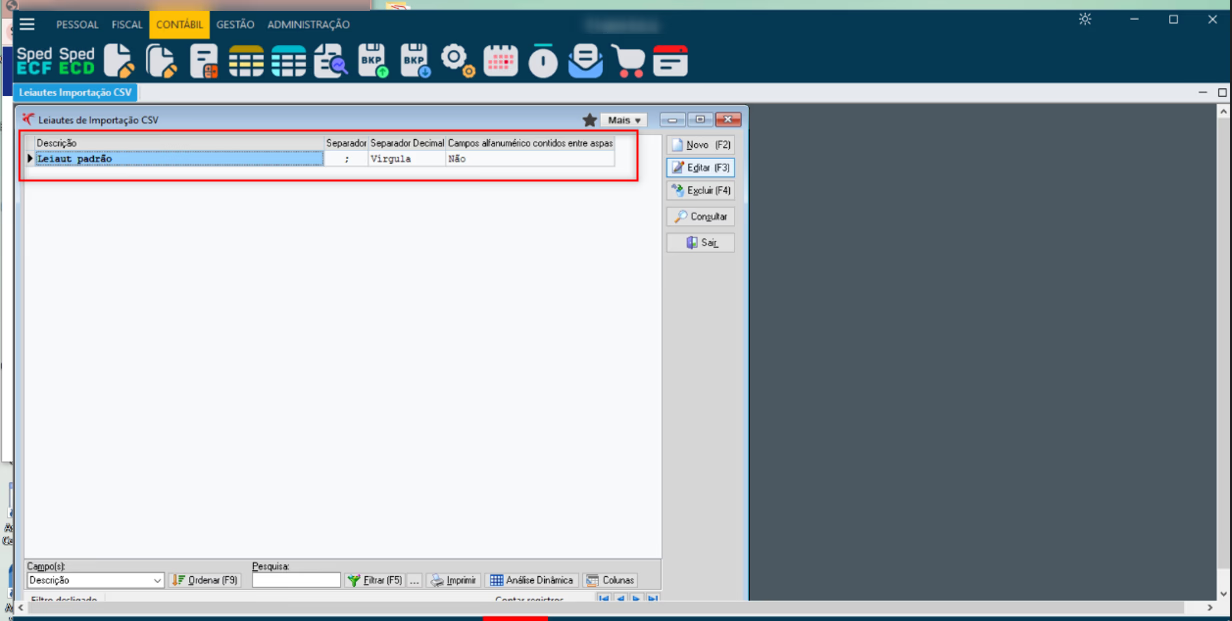 PESSOAL FISCAL CONTÁBIL GESTÃO ADMINISTRAÇÃO
Sped Sped
ECF ECD
BKP BKP
Leiautes Importação CSV
Leiautes de Importação CSV
Mais
Descrição Separador Separador Decimal Campos alfanumérico contidos entre aspas
Leiaut padrão ; Virgula Não
Novo (F2)
Editar (F3)
Excluir (F4)
Consultar
Sair
Campo(s): Pesquisa:
Descrição Ordenar (F9) Filtrar (F5) ... Imprimir Análise Dinâmica Colunas
Filtro desligado Contar registros